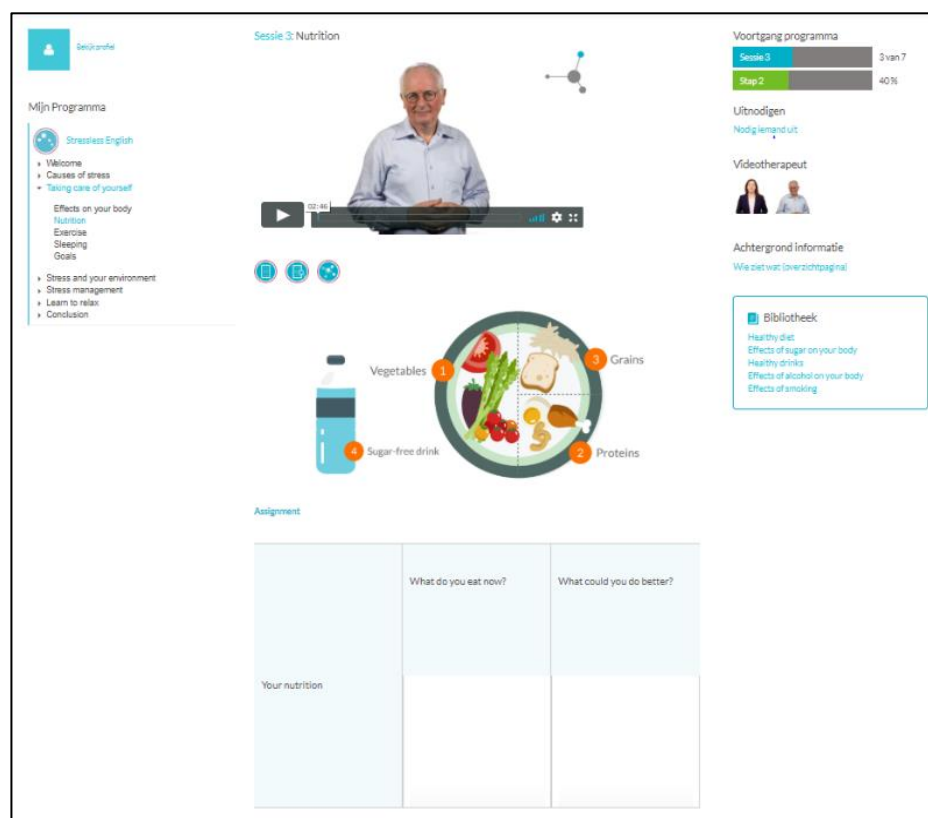 Bekijk profiel
Mijn Programma
Stressless English
Welcome
Causes of stress
Taking care of yourself
Effects on your body
Nutrition
Exercise
Sleeping
Goals
Stress and your environment
Stress management
Learn to relax
Conclusion
Sessie 3: Nutrition
02:46
Vegetables 1
3 Grains
4 Sugar-free drink
2 Proteins
Assignment
What do you eat now?
What could you do better?
Your nutrition
Voortgang programma
Sessie 3
3 van 7
Stap 2
40%
Uitnodigen
Nodig iemand uit
Videotherapeut
Achtergrond informatie
Wie ziet wat (overzichtpagina)
Bibliotheek
Healthy diet
Effects of sugar on your body
Healthy drinks
Effects of alcohol on your body
Effects of smoking